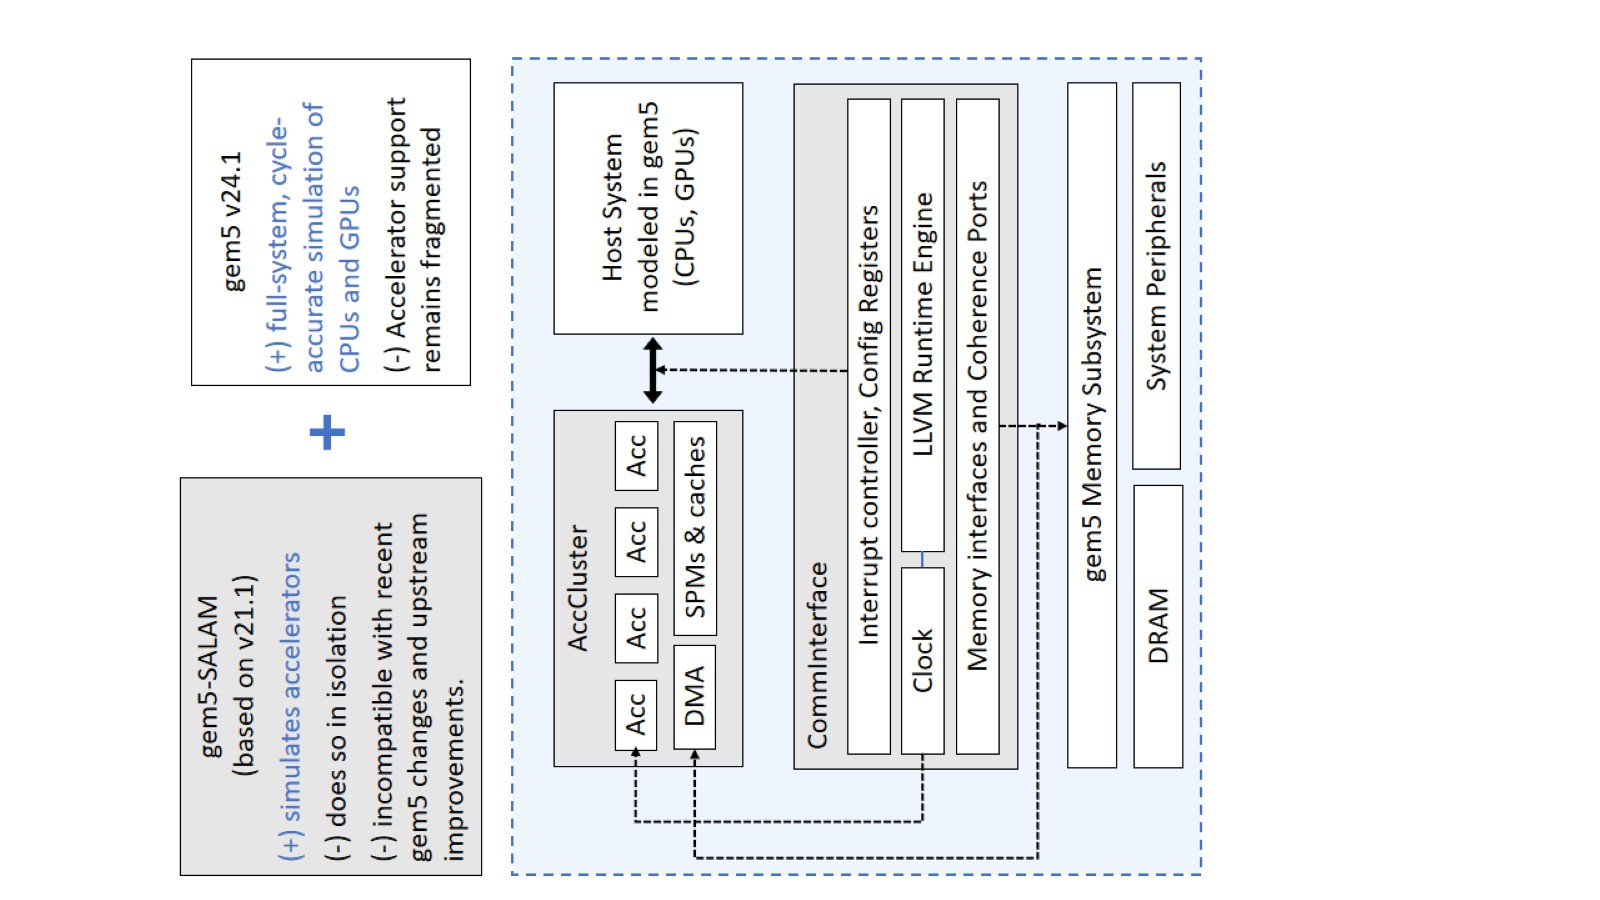 gem5-SALAM
(based on v21.1)
(+) simulates accelerators
(-) does so in isolation
(-) incompatible with recent
gem5 changes and upstream
improvements.
+
gem5 v24.1
(+) full-system, cycle-
accurate simulation of
CPUs and GPUs
(-) Accelerator support
remains fragmented
AccCluster
Acc
Acc
Acc
Acc
DMA
SPMs & caches
Host System
modeled in gem5
(CPUs, GPUs)
CommInterface
Interrupt controller, Config Registers
Clock
LLVM Runtime Engine
Memory interfaces and Coherence Ports
gem5 Memory Subsystem
DRAM
System Peripherals